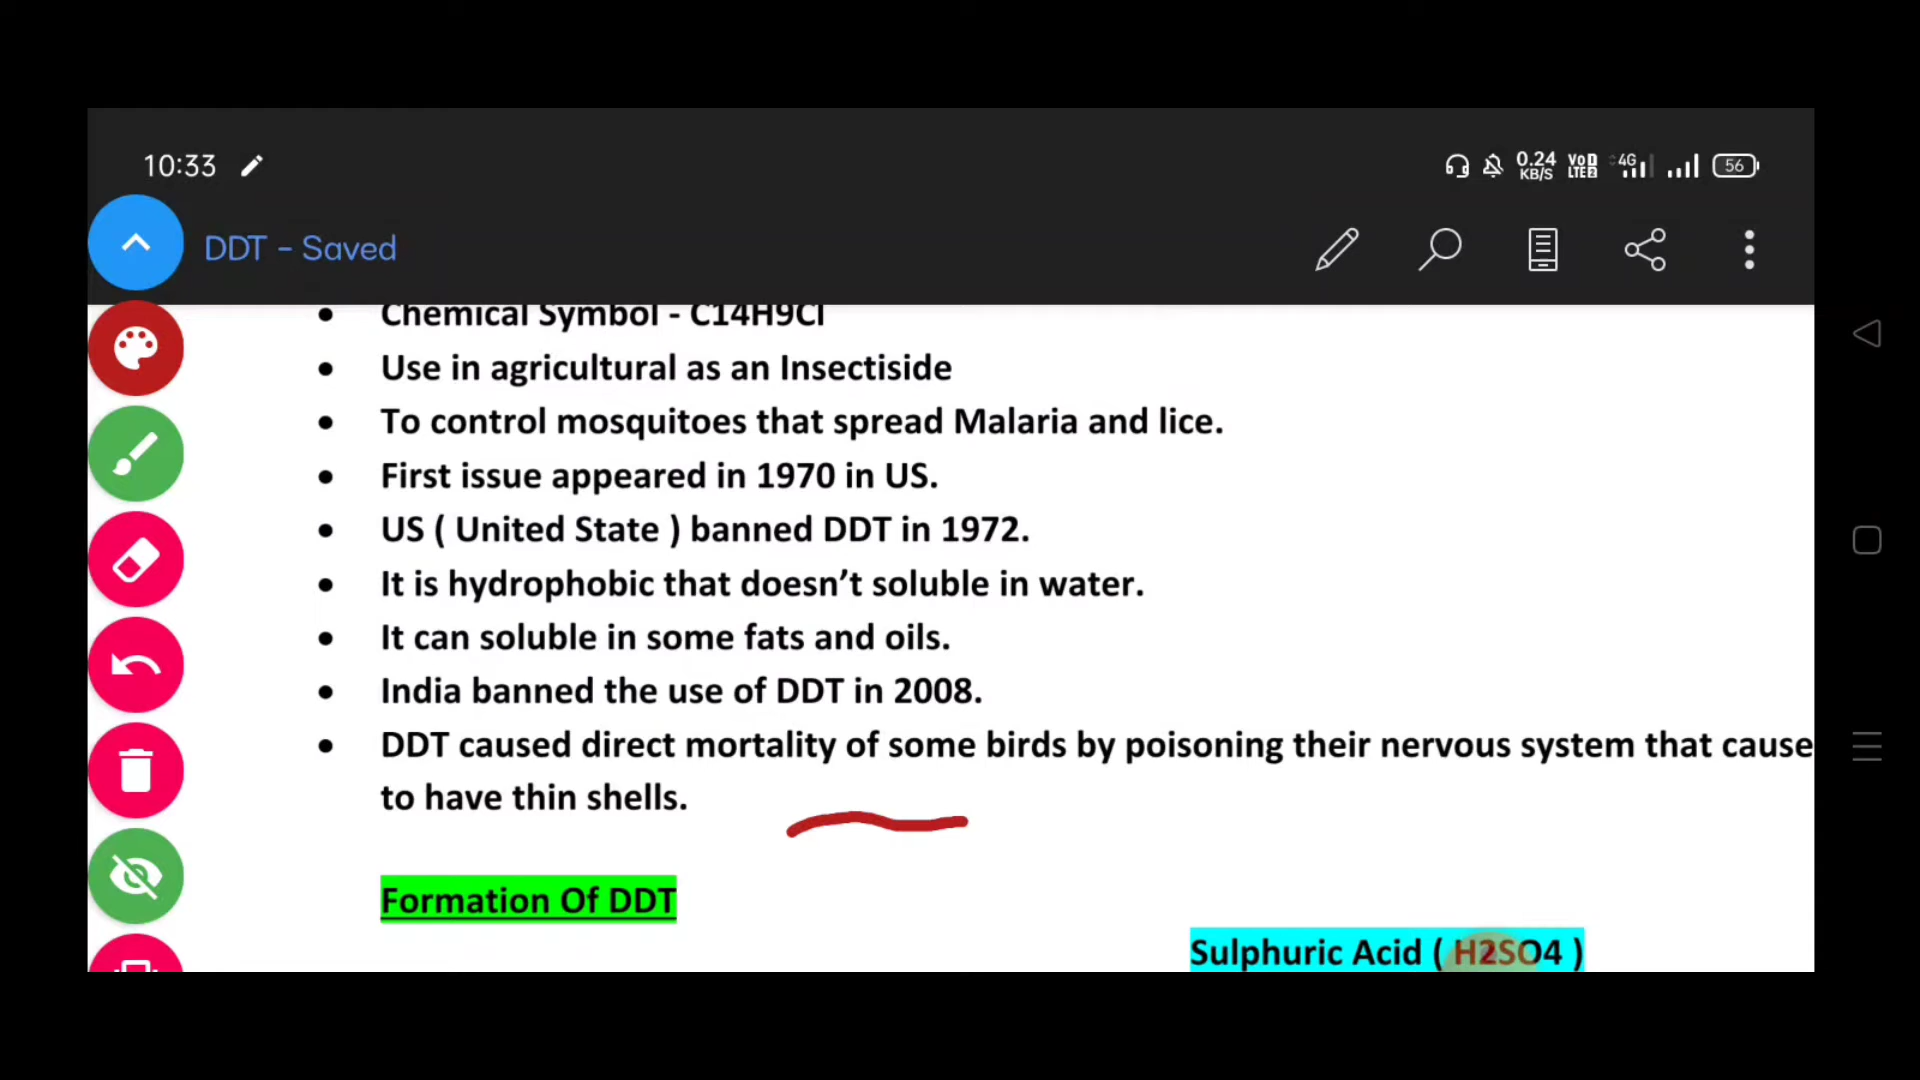 10:33
0.24 KB/S VoD LTE2 4G 56
DDT – Saved
Chemical Symbol - C14H9Cl
Use in agricultural as an Insectiside
To control mosquitoes that spread Malaria and lice.
First issue appeared in 1970 in US.
US ( United State ) banned DDT in 1972.
It is hydrophobic that doesn’t soluble in water.
It can soluble in some fats and oils.
India banned the use of DDT in 2008.
DDT caused direct mortality of some birds by poisoning their nervous system that cause
to have thin shells.
Formation Of DDT
Sulphuric Acid ( H2SO4 )